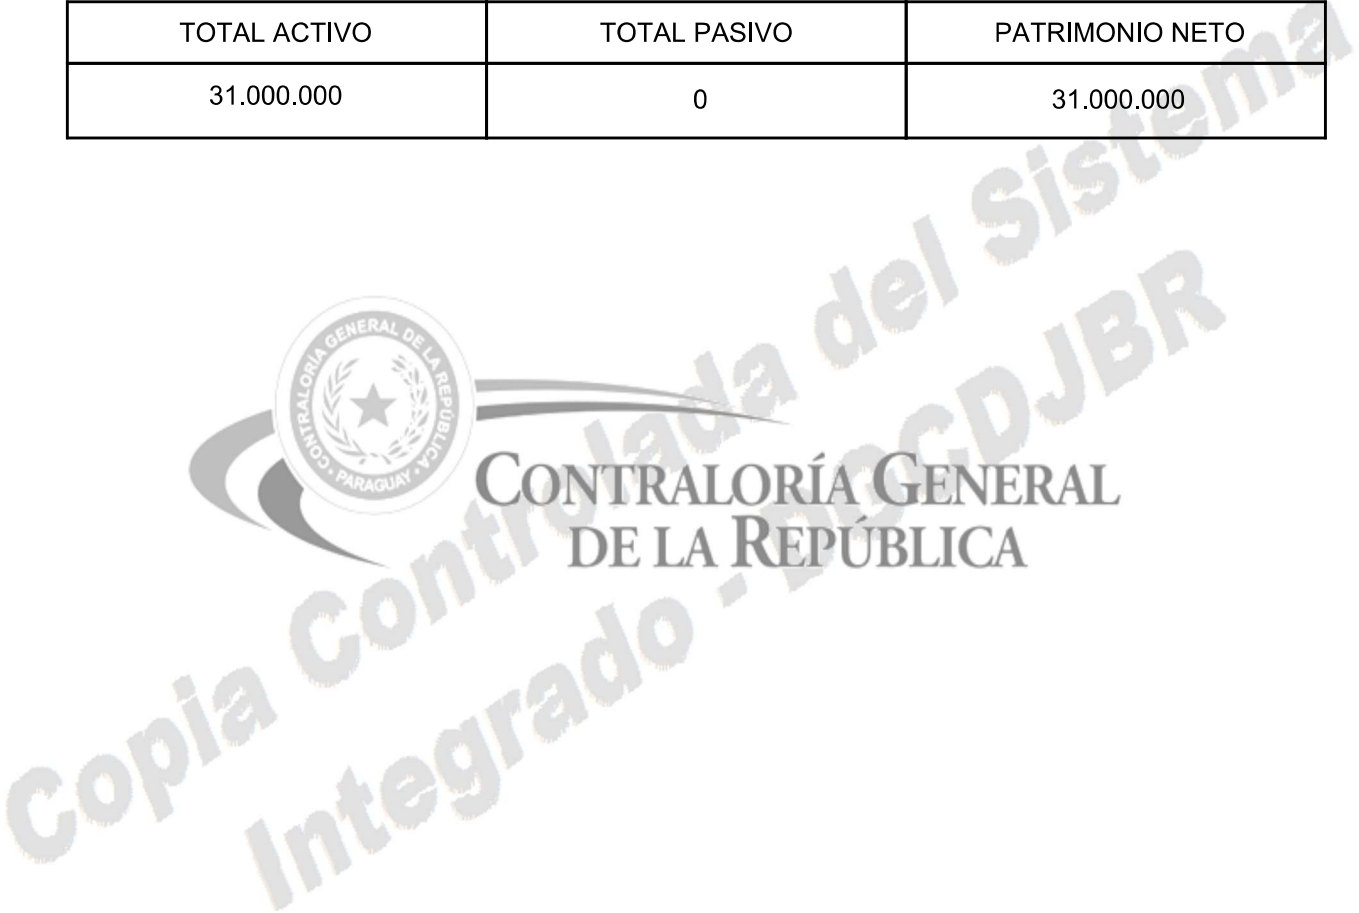 TOTAL ACTIVO TOTAL PASIVO PATRIMONIO NETO
31.000.000 0 31.000.000
CONTRALORÍA GENERAL DE LA REPÚBLICA
PARAGUAY
CONTRALORÍA GENERAL
DE LA REPÚBLICA
Copia Controlada del Sistema
Integrado - DGCDJBR